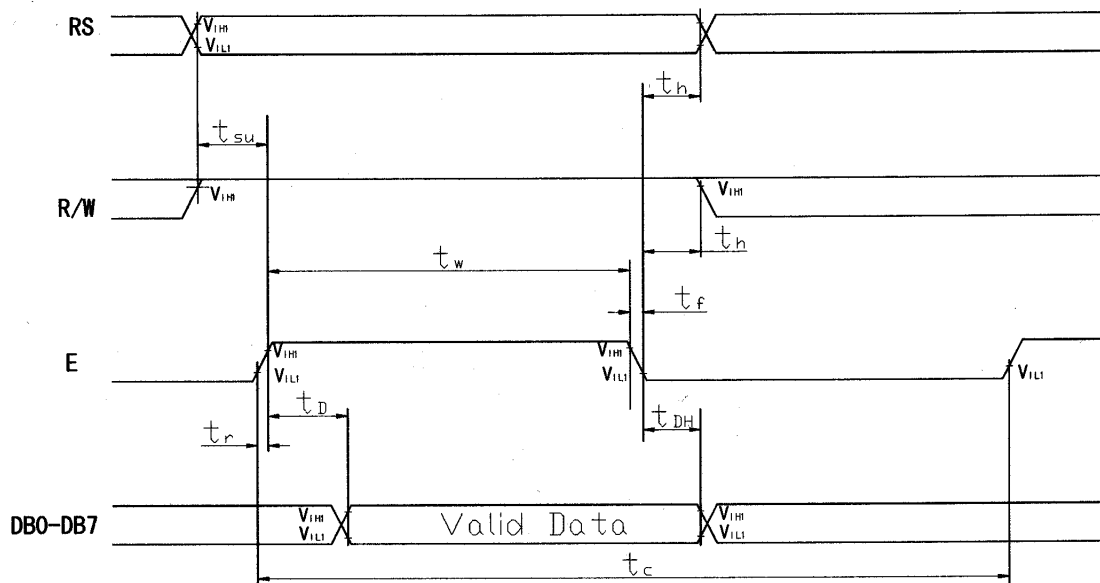 RS
VIH1
VIL1
th
tsu
R/W
VIH1
VIH1
th
tw
tf
E
VIH1
VIL1
VIH1
VIL1
VIL1
tD
tDH
tr
DB0-DB7
VIH1
VIL1
Valid Data
VIH1
VIL1
tc